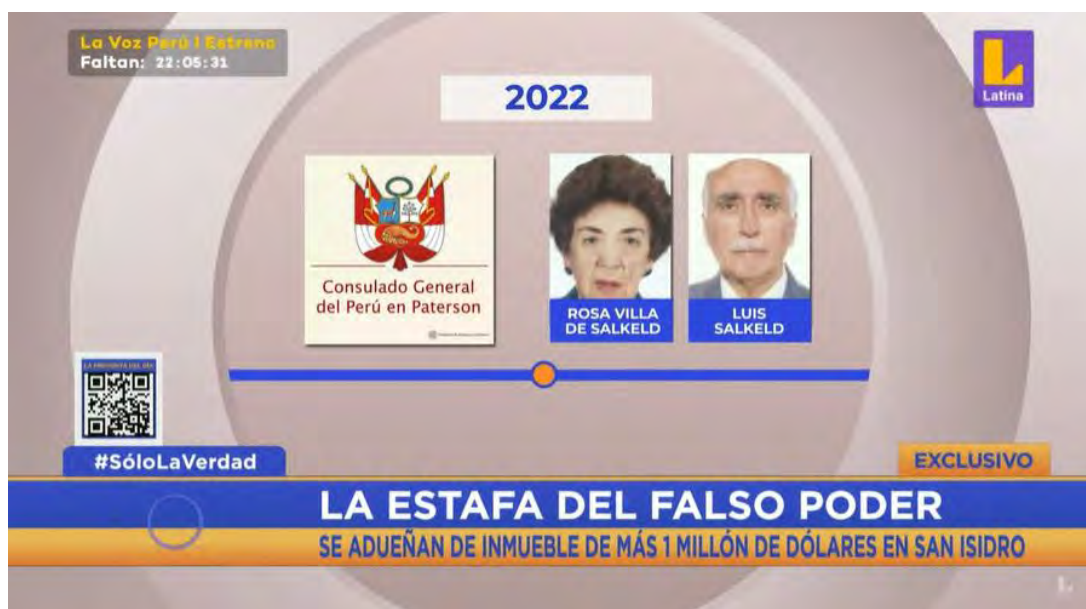 La Voz Perú | Estreno
Faltan: 22:05:31
Latina
2022
Consulado General
del Perú en Paterson
ROSA VILLA
DE SALKELD
LUIS
SALKELD
#SóloLaVerdad
EXCLUSIVO
LA ESTAFA DEL FALSO PODER
SE ADUEÑAN DE INMUEBLE DE MÁS 1 MILLÓN DE DÓLARES EN SAN ISIDRO